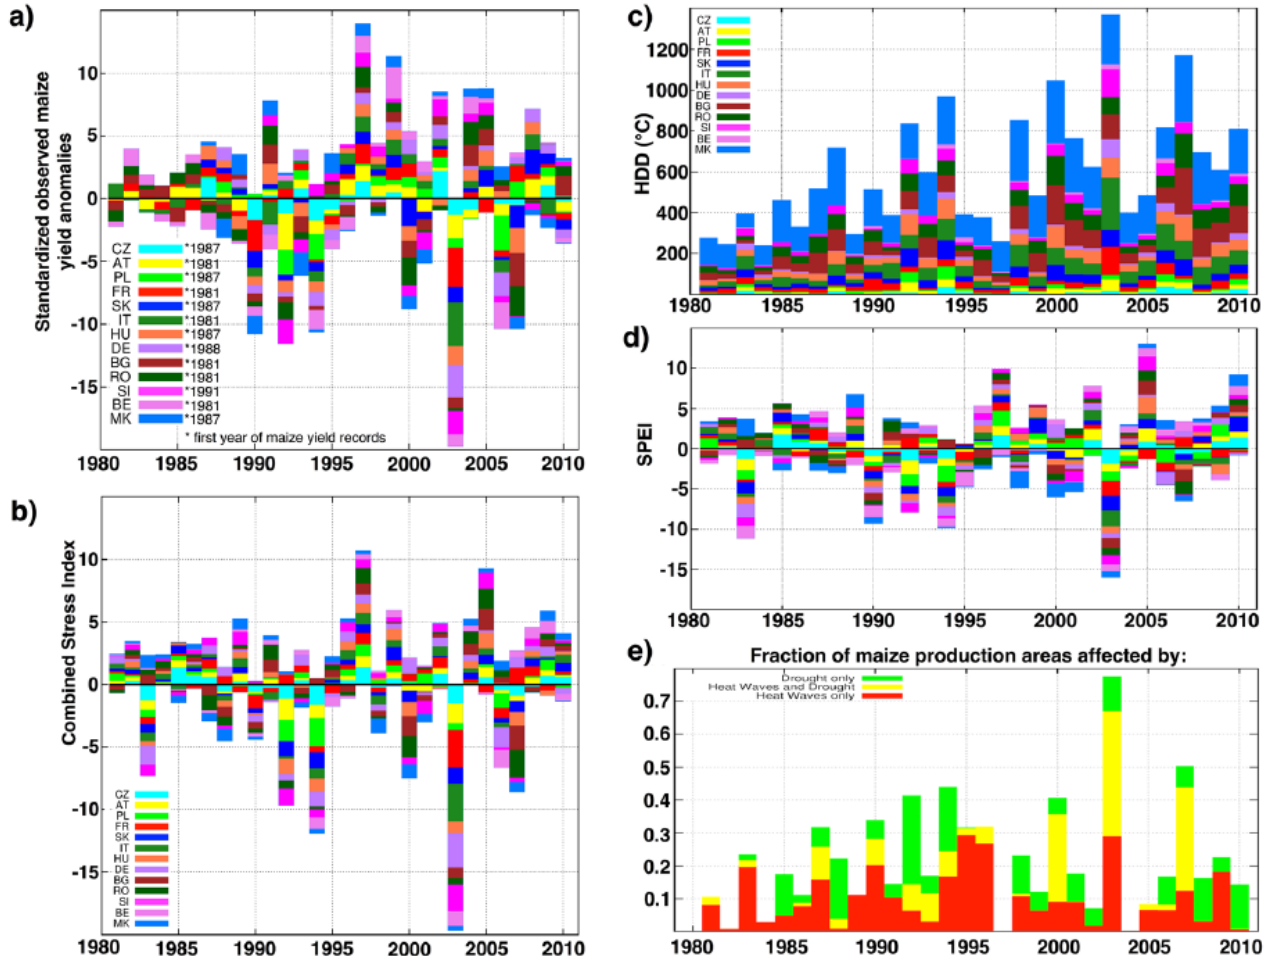 a)
Standardized observed maize
yield anomalies
10
5
0
-5
-10
-15
CZ *1987
AT *1981
PL *1987
FR *1981
SK *1987
IT *1981
HU *1987
DE *1988
BG *1981
RO *1981
SI *1991
BE *1981
MK *1987
* first year of maize yield records
1980 1985 1990 1995 2000 2005 2010
b)
Combined Stress Index
10
5
0
-5
-10
-15
CZ
AT
PL
FR
SK
IT
HU
DE
BG
RO
SI
BE
MK
1980 1985 1990 1995 2000 2005 2010
c)
HDD (°C)
1200
1000
800
600
400
200
CZ
AT
PL
FR
SK
IT
HU
DE
BG
RO
SI
BE
MK
1980 1985 1990 1995 2000 2005 2010
d)
SPEI
10
5
0
-5
-10
-15
1980 1985 1990 1995 2000 2005 2010
e)
Fraction of maize production areas affected by:
Drought only
Heat Waves and Drought
Heat Waves only
0.7
0.6
0.5
0.4
0.3
0.2
0.1
1980 1985 1990 1995 2000 2005 2010